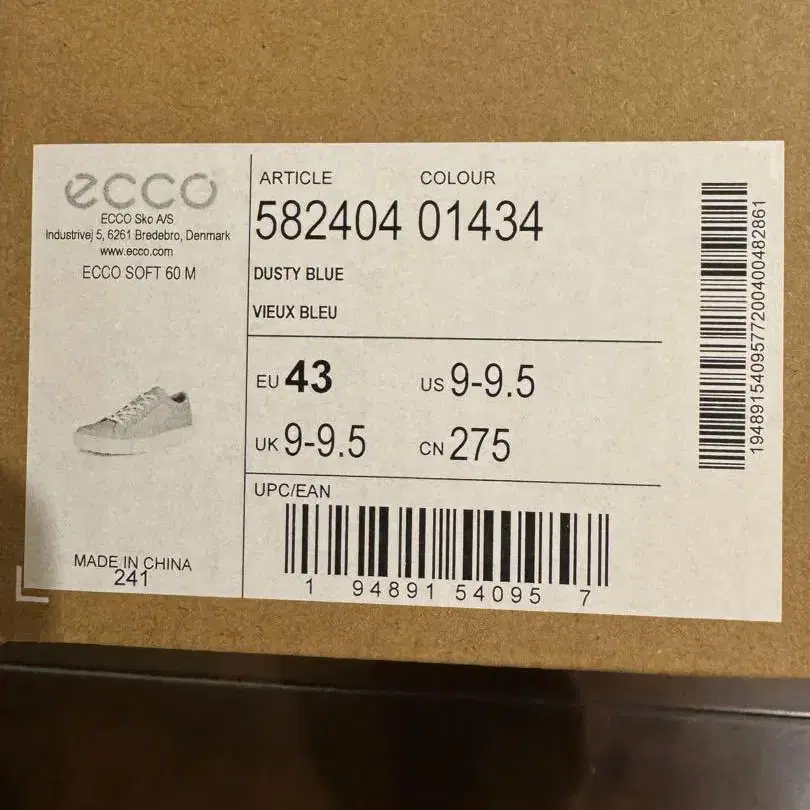 ecco
ECCO Sko A/S
Industrivej 5, 6261 Bredebro, Denmark
www.ecco.com
ECCO SOFT 60 M
MADE IN CHINA
241
ARTICLE COLOUR
582404 01434
DUSTY BLUE
VIEUX BLEU
EU 43 US 9-9.5
UK 9-9.5 CN 275
UPC/EAN
1 94891 54095 7
1948915409577200400482861